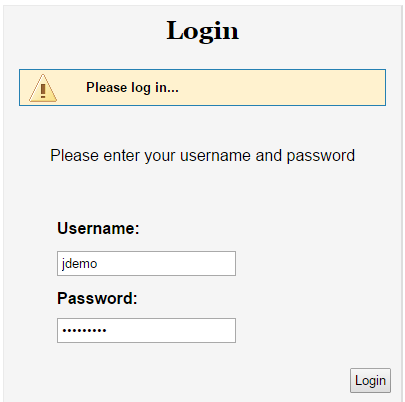 Login
Please log in...
Please enter your username and password
Username:
jdemo
Password:
•••••••••
Login